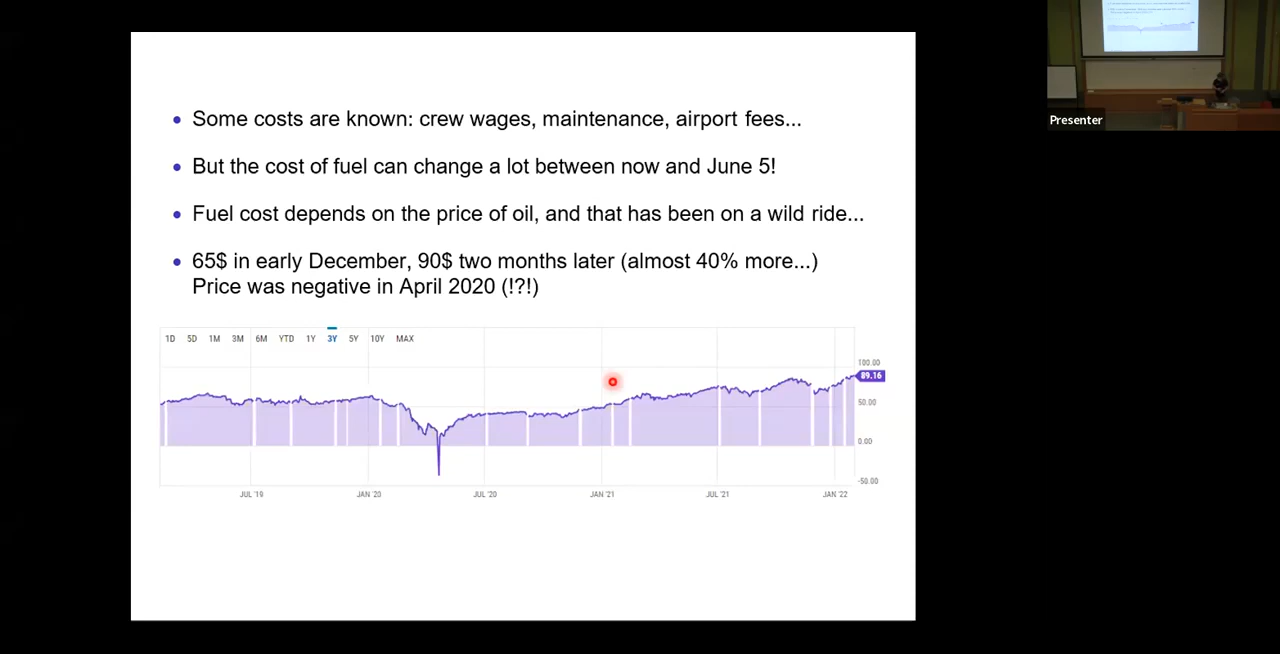 Some costs are known: crew wages, maintenance, airport fees...
But the cost of fuel can change a lot between now and June 5!
Fuel cost depends on the price of oil, and that has been on a wild ride...
65$ in early December, 90$ two months later (almost 40% more...)
Price was negative in April 2020 (!?!)
1D 5D 1M 3M 6M YTD 1Y 3Y 5Y 10Y MAX
100.00
89.16
50.00
0.00
-50.00
JUL '19 JAN '20 JUL '20 JAN '21 JUL '21 JAN '22
Presenter